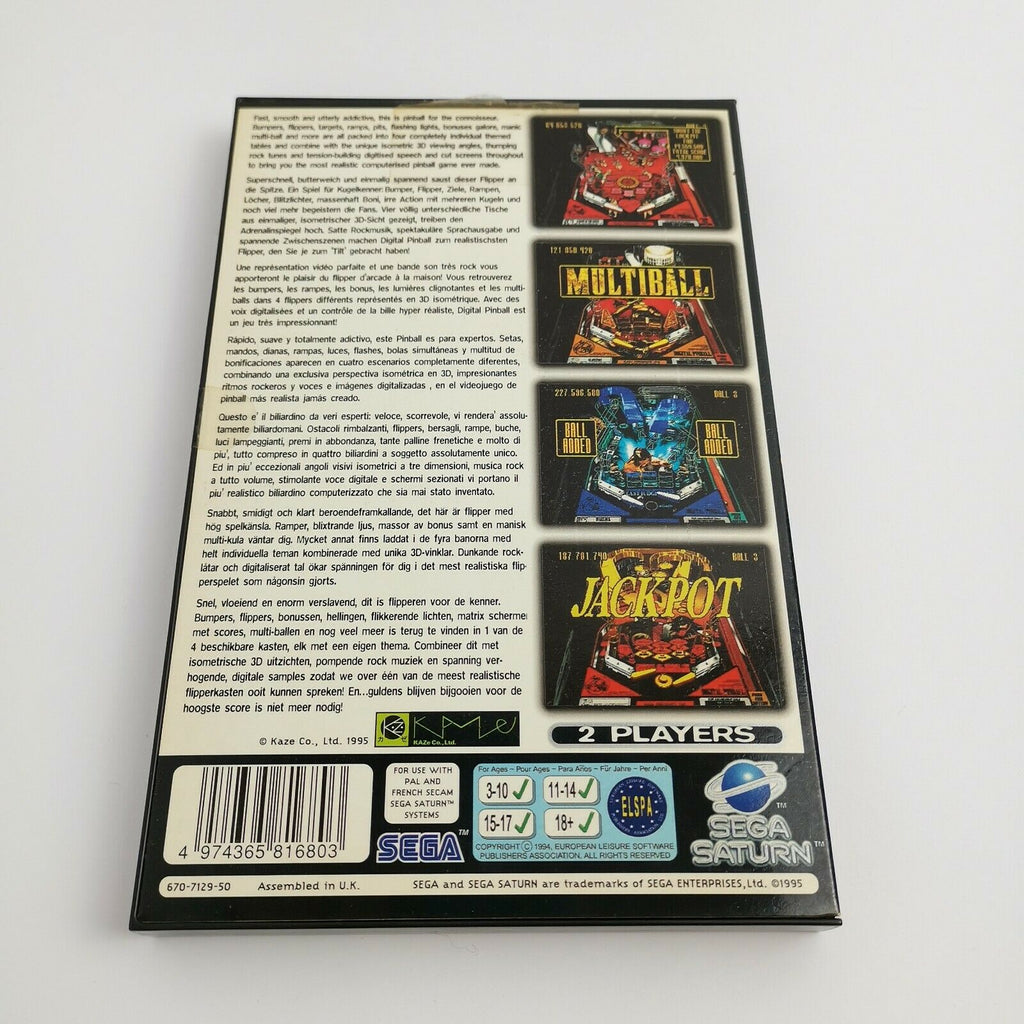 Fast, smooth and utterly addictive, this is pinball for the connoisseur.
Bumpers, flippers, targets, ramps, pits, flashing lights, bonuses galore, manic
multi-ball and more are all packed into four completely individual themed
tables and combine with the unique isometric 3D viewing angles, thumping
rock tunes and tension-building digitised speech and cut screens throughout
to bring you the most realistic computerised pinball game ever made.
Superschnell, butterweich und einmalig spannend saust dieser Flipper an
die Spitze. Ein Spiel für Kugelkenner: Bumper, Flipper, Ziele, Rampen,
Löcher, Blitzlichter, massenhaft Boni, irre Action mit mehreren Kugeln und
noch viel mehr begeistern die Fans. Vier völlig unterschiedliche Tische
aus einmaliger, isometrischer 3D-Sicht gezeigt, treiben den
Adrenalinspiegel hoch. Satte Rockmusik, spektakuläre Sprachausgabe und
spannende Zwischenszenen machen Digital Pinball zum realistischsten
Flipper, den Sie je zum 'Tilt' gebracht haben!
Une représentation vidéo parfaite et une bande son très rock vous
apporteront le plaisir du flipper d'arcade à la maison! Vous retrouverez
les bumpers, les rampes, les bonus, les lumières clignotantes et les multi-
balls dans 4 flippers différents représentés en 3D isométrique. Avec des
voix digitalisées et un contrôle de la bille hyper réaliste, Digital Pinball est
un jeu très impressionnant!
Rápido, suave y totalmente adictivo, este Pinball es para expertos. Setas,
mandos, dianas, rampas, luces, flashes, bolas simultáneas y multitud de
bonificaciones aparecen en cuatro escenarios completamente diferentes,
combinando una exclusiva perspectiva isométrica en 3D, impresionantes
ritmos rockeros y voces e imágenes digitalizadas , en el videojuego de
pinball más realista jamás creado.
Questo e' il biliardino da veri esperti: veloce, scorrevole, vi rendera' assolu-
tamente biliardomani. Ostacoli rimbalzanti, flippers, bersagli, rampe, buche,
luci lampeggianti, premi in abbondanza, tante palline frenetiche e molto di
piu', tutto compreso in quattro biliardini a soggetto assolutamente unico.
Ed in piu' eccezionali angoli visivi isometrici a tre dimensioni, musica rock
a tutto volume, stimolante voce digitale e schermi sezionati vi portano il
piu' realistico biliardino computerizzato che sia mai stato inventato.
Snabbt, smidigt och klart beroendeframkallande, det här är flipper med
hög spelkänsla. Ramper, blixtrande ljus, massor av bonus samt en manisk
multi-kula väntar dig. Mycket annat finns laddat i de fyra banorna med
helt individuella teman kombinerade med unika 3D-vinklar. Dunkande rock-
låtar och digitaliserat tal ökar spänningen för dig i det mest realistiska flip-
perspelet som någonsin gjorts.
Snel, vloeiend en enorm verslavend, dit is flipperen voor de kenner.
Bumpers, flippers, bonussen, hellingen, flikkerende lichten, matrix schermen
met scores, multi-ballen en nog veel meer is terug te vinden in 1 van de
4 beschikbare kasten, elk met een eigen thema. Combineer dit met
isometrische 3D uitzichten, pompende rock muziek en spanning ver-
hogende, digitale samples zodat we over één van de meest realistische
flipperkasten ooit kunnen spreken! En...guldens blijven bijgooien voor de
hoogste score is niet meer nodig!
© Kaze Co., Ltd. 1995
KAZe
KAZe Co., Ltd.
121 050 420
MULTIBALL
227,596,500 BALL 3
BALL ADDED
BALL ADDED
187 701 740 BALL 3
JACKPOT
2 PLAYERS
4 974365 816803
FOR USE WITH
PAL AND
FRENCH SECAM
SEGA SATURN™
SYSTEMS
SEGA™
For Ages - Pour Ages - Para Años - Für Jahre - Per Anni
3-10 11-14
15-17 18+
ELSPA
COPYRIGHT © 1994, EUROPEAN LEISURE SOFTWARE
PUBLISHERS ASSOCIATION. ALL RIGHTS RESERVED
SEGA
SATURN™
670-7129-50 Assembled in U.K. SEGA and SEGA SATURN are trademarks of SEGA ENTERPRISES,Ltd. ©1995